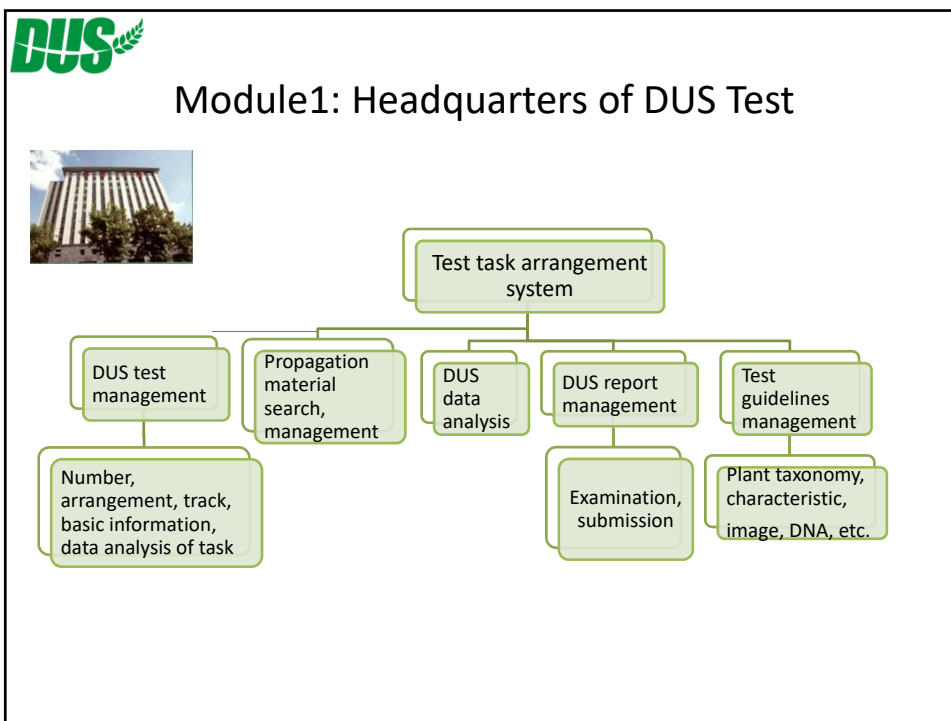 DUS
Module1: Headquarters of DUS Test
Test task arrangement
system
DUS test
management
Propagation
material
search,
management
DUS
data
analysis
DUS report
management
Test
guidelines
management
Number,
arrangement, track,
basic information,
data analysis of task
Examination,
submission
Plant taxonomy,
characteristic,
image, DNA, etc.